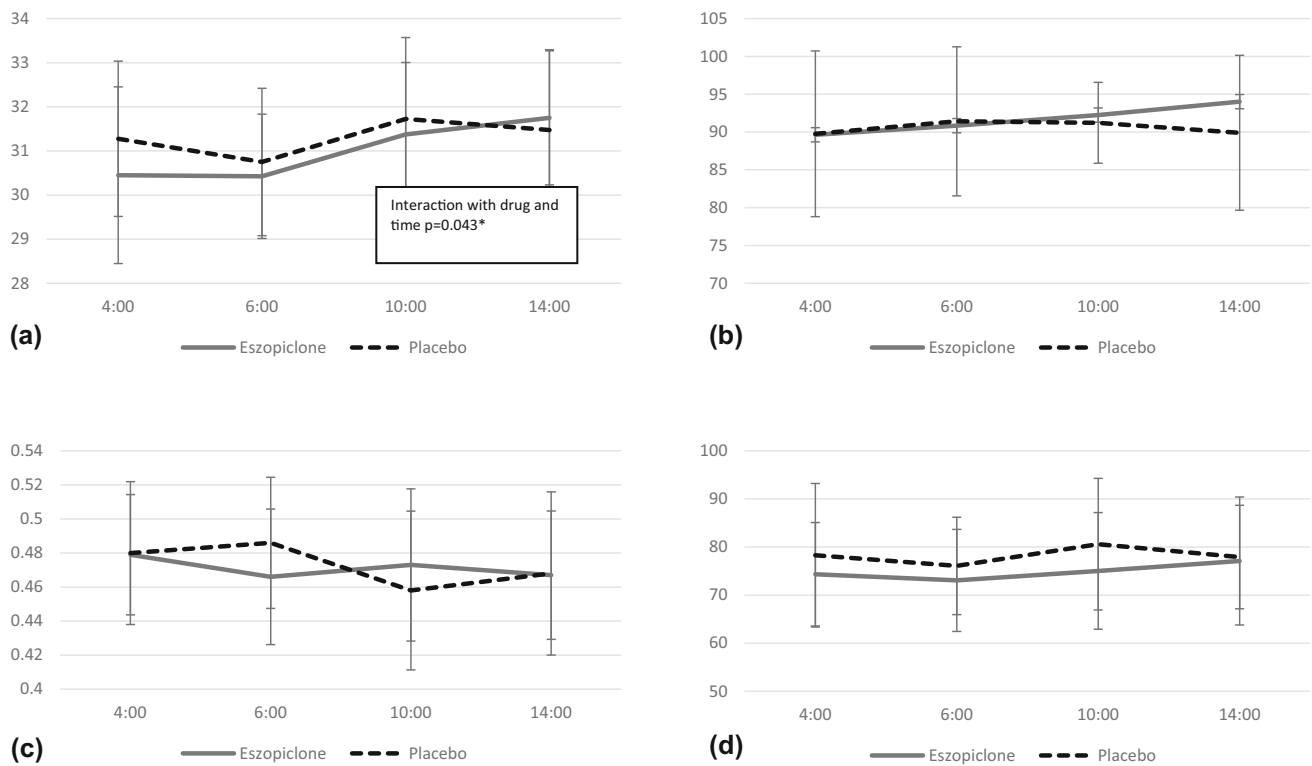 34
33
32
31
30
29
28
Interaction with drug and
time p=0.043*
4:00 6:00 10:00 14:00
(a)
Eszopiclone Placebo
105
100
95
90
85
80
75
70
4:00 6:00 10:00 14:00
(b)
Eszopiclone Placebo
0.54
0.52
0.5
0.48
0.46
0.44
0.42
0.4
4:00 6:00 10:00 14:00
(c)
Eszopiclone Placebo
100
90
80
70
60
50
4:00 6:00 10:00 14:00
(d)
Eszopiclone Placebo